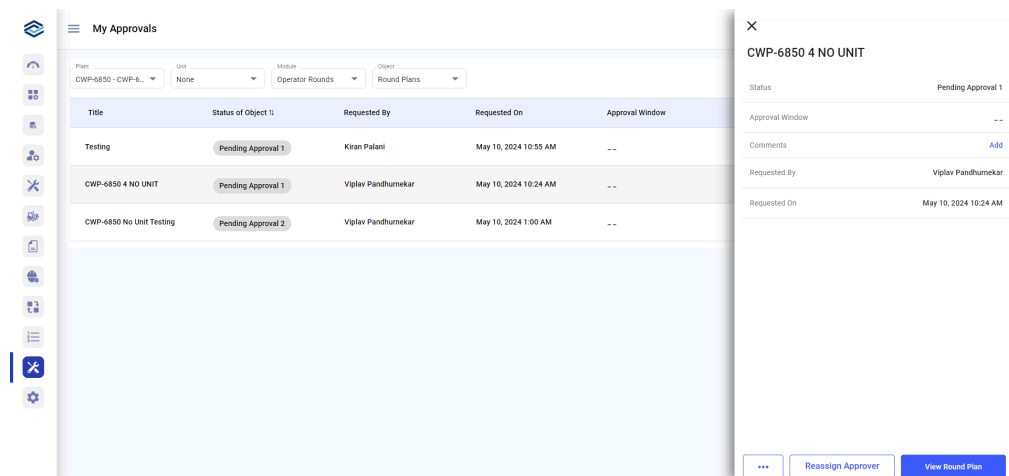 My Approvals
Plant
CWP-6850 - CWP-6...
Unit
None
Module
Operator Rounds
Object
Round Plans
Title Status of Object Requested By Requested On Approval Window
Testing Pending Approval 1 Kiran Palani May 10, 2024 10:55 AM --
CWP-6850 4 NO UNIT Pending Approval 1 Viplav Pandhurnekar May 10, 2024 10:24 AM --
CWP-6850 No Unit Testing Pending Approval 2 Viplav Pandhurnekar May 10, 2024 1:00 AM --
CWP-6850 4 NO UNIT
Status Pending Approval 1
Approval Window --
Comments Add
Requested By Viplav Pandhurnekar
Requested On May 10, 2024 10:24 AM
... Reassign Approver View Round Plan